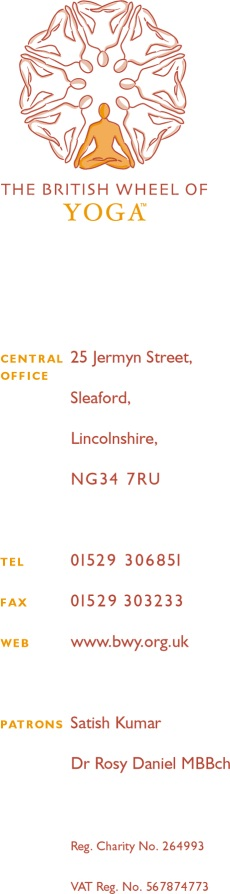 THE BRITISH WHEEL OF
YOGA™
CENTRAL OFFICE 25 Jermyn Street,
Sleaford,
Lincolnshire,
NG34 7RU
TEL 01529 306851
FAX 01529 303233
WEB www.bwy.org.uk
PATRONS Satish Kumar
Dr Rosy Daniel MBBch
Reg. Charity No. 264993
VAT Reg. No. 567874773